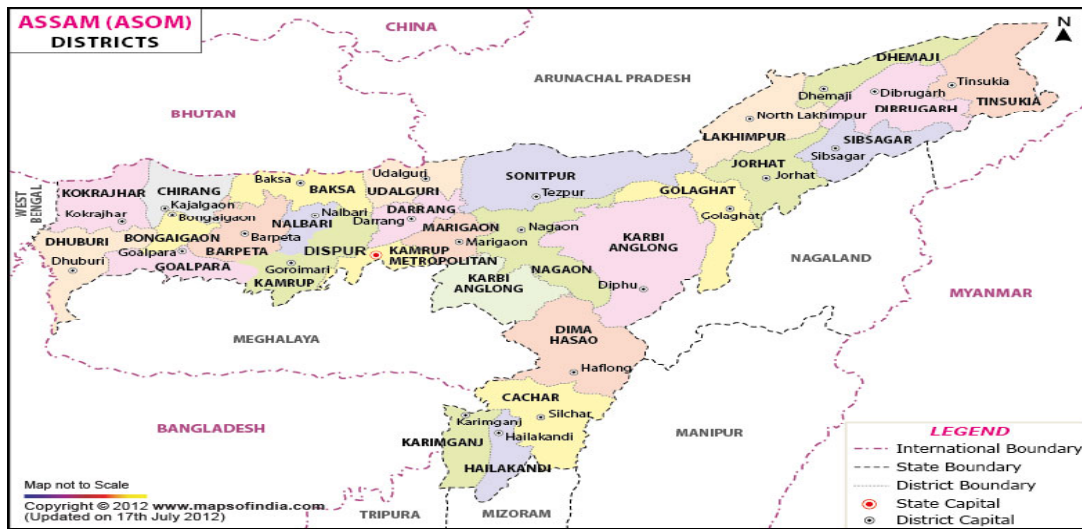 ASSAM (ASOM)
DISTRICTS
CHINA
N
ARUNACHAL PRADESH
DHEMAJI
Dhemaji
Tinsukia
TINSUKIA
Dibrugarh
DIBRUGARH
BHUTAN
North Lakhimpur
LAKHIMPUR
SIBSAGAR
Sibsagar
JORHAT
Jorhat
WEST
BENGAL
KOKRAJHAR
Kokrajhar
CHIRANG
Kajalgaon
Bongaigaon
BONGAIGAON
Baksa
BAKSA
Udalguri
UDALGURI
SONITPUR
Tezpur
GOLAGHAT
Golaghat
NALBARI
Nalbari
DARRANG
Darrang
MARIGAON
Marigaon
Nagaon
NAGAON
KARBI
ANGLONG
Diphu
DHUBURI
Dhuburi
Goalpara
GOALPARA
Barpeta
BARPETA
DISPUR
KAMRUP
METROPOLITAN
Goroimari
KAMRUP
KARBI
ANGLONG
NAGALAND
MYANMAR
MEGHALAYA
DIMA
HASAO
Haflong
CACHAR
Silchar
Karimganj
KARIMGANJ
Hailakandi
HAILAKANDI
BANGLADESH
MANIPUR
TRIPURA
MIZORAM
LEGEND
International Boundary
State Boundary
District Boundary
State Capital
District Capital
Map not to Scale
Copyright © 2012 www.mapsofindia.com
(Updated on 17th July 2012)